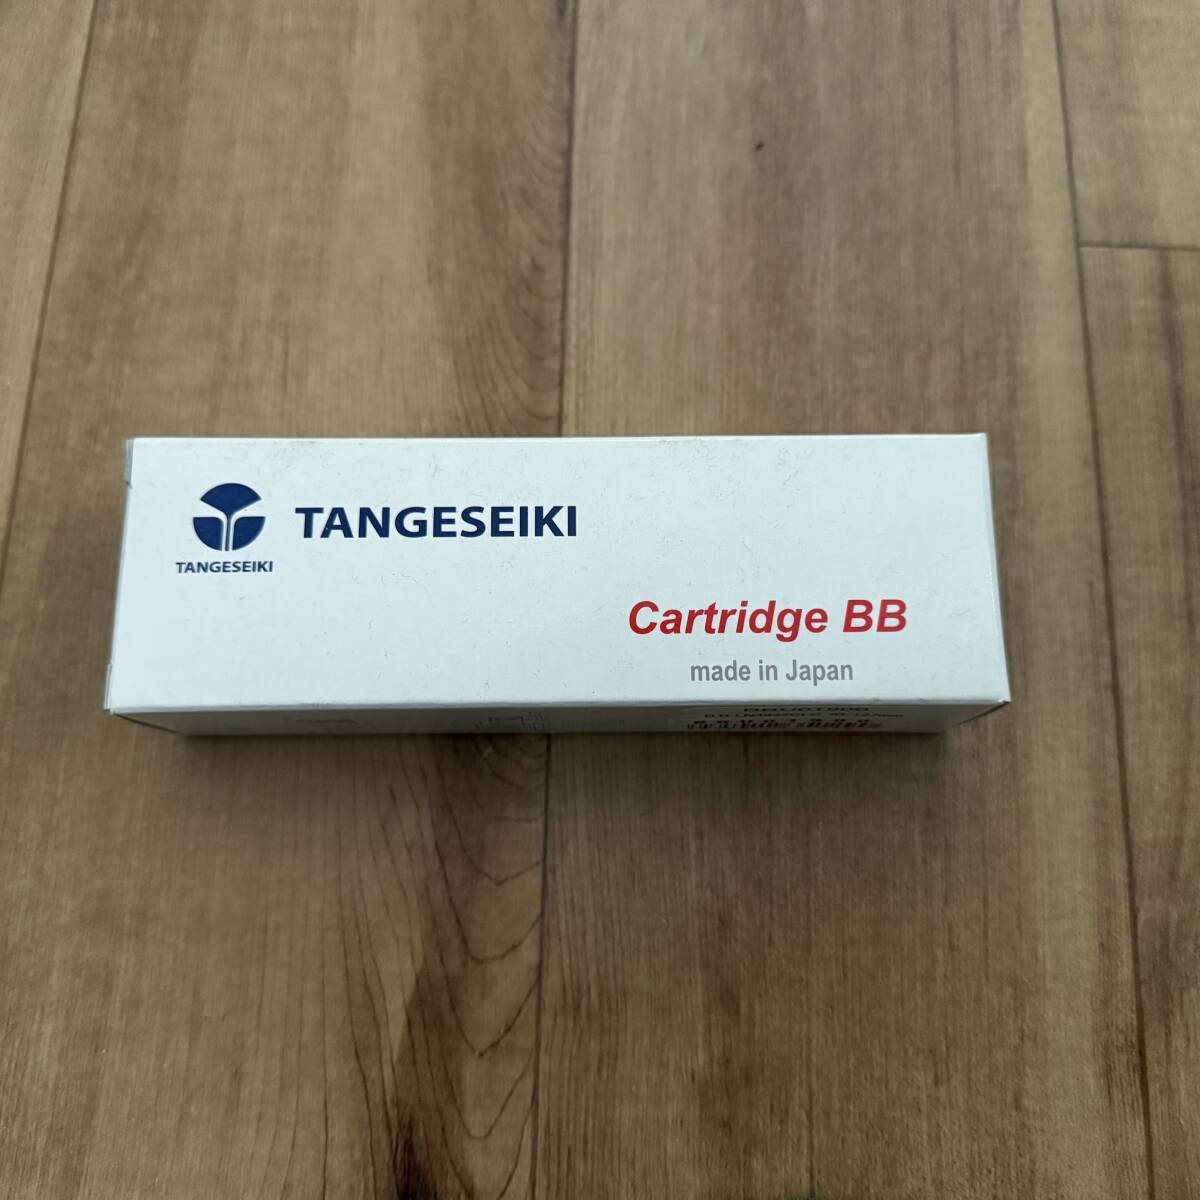 TANGESEIKI
TANGESEIKI
Cartridge BB
made in Japan